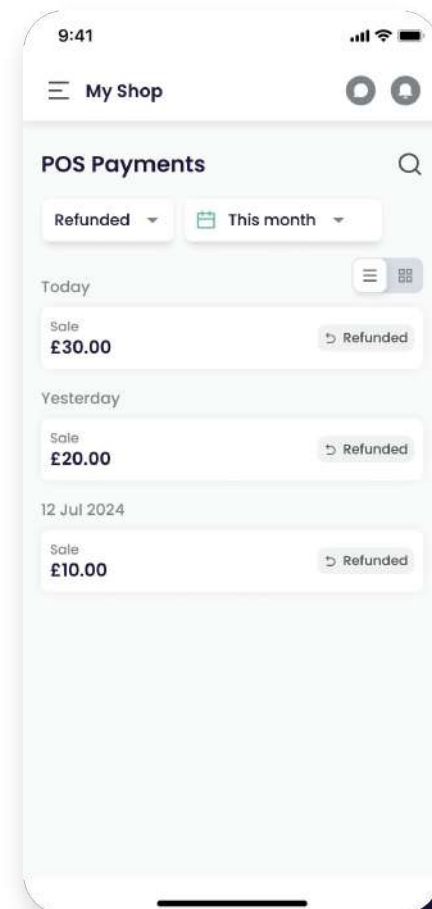 9:41
My Shop
POS Payments
Refunded This month
Today
Sale
£30.00 Refunded
Yesterday
Sale
£20.00 Refunded
12 Jul 2024
Sale
£10.00 Refunded